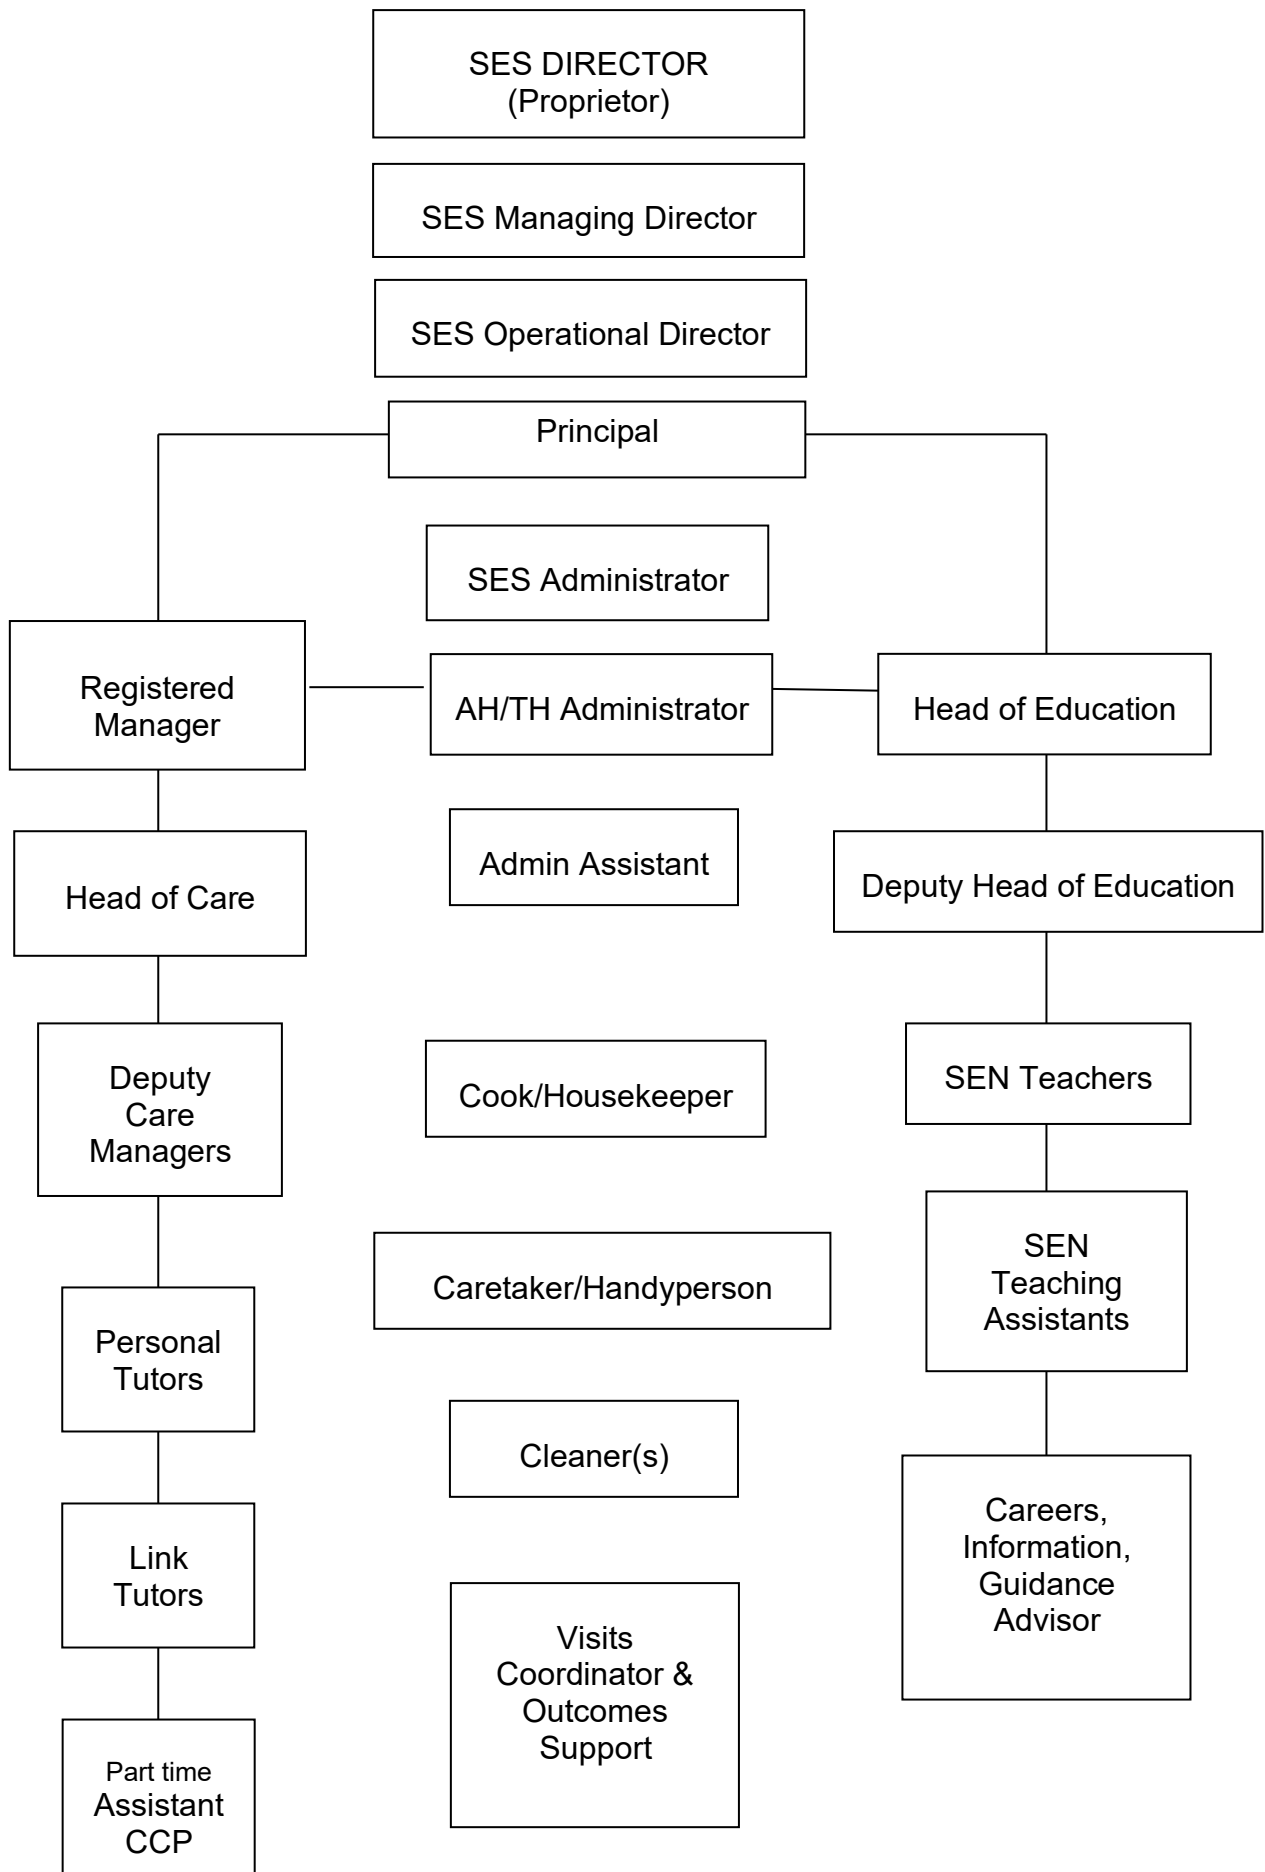 SES DIRECTOR
(Proprietor)
SES Managing Director
SES Operational Director
Principal
SES Administrator
Registered
Manager
AH/TH Administrator
Head of Education
Head of Care
Admin Assistant
Deputy Head of Education
Deputy
Care
Managers
Cook/Housekeeper
SEN Teachers
Personal
Tutors
Caretaker/Handyperson
SEN
Teaching
Assistants
Link
Tutors
Cleaner(s)
Careers,
Information,
Guidance
Advisor
Part time
Assistant
CCP
Visits
Coordinator &
Outcomes
Support